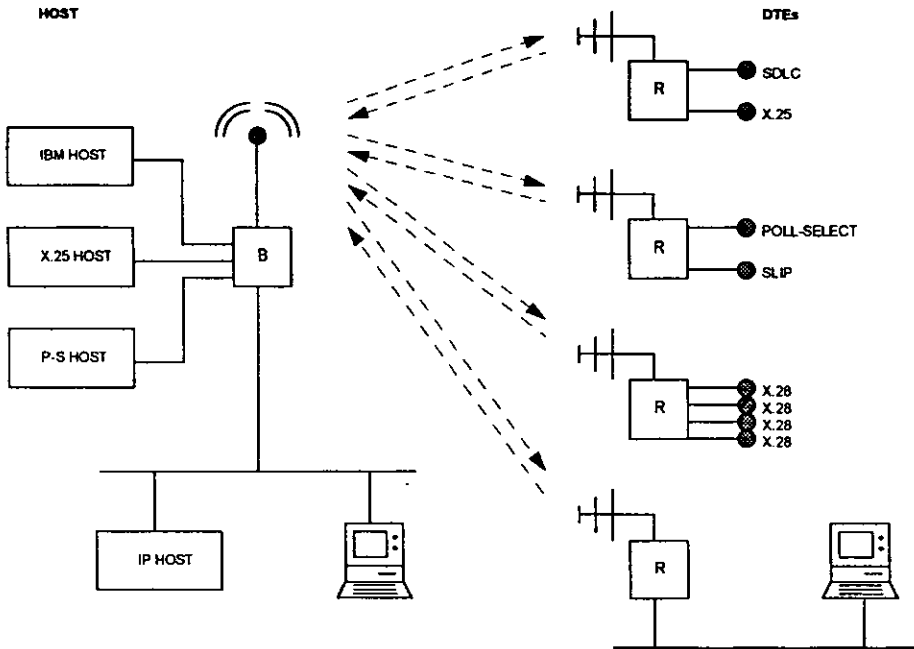 HOST
DTEs
IBM HOST
X.25 HOST
P-S HOST
B
IP HOST
R
SDLC
X.25
R
POLL-SELECT
SLIP
R
X.28
X.28
X.28
X.28
R